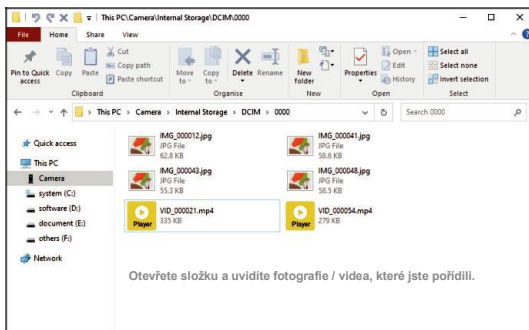 This PC\Camera\Internal Storage\DCIM\0000
File Home Share View
Pin to Quick access
Copy
Paste
Cut
Copy path
Paste shortcut
Move to
Copy to
Delete
Rename
New folder
Properties
Open
Edit
History
Select all
Select none
Invert selection
Clipboard Organise New Open Select
This PC > Camera > Internal Storage > DCIM > 0000
Search 0000
Quick access
This PC
Camera
system (C:)
software (D:)
document (E:)
others (F:)
Network
IMG_000012.jpg
JPG File
62.8 KB
IMG_000041.jpg
JPG File
58.6 KB
IMG_000043.jpg
JPG File
55.3 KB
IMG_000048.jpg
JPG File
58.5 KB
Player
VID_000021.mp4
335 KB
Player
VID_000054.mp4
279 KB
Otevřete složku a uvidíte fotografie / videa, které jste pořídili.